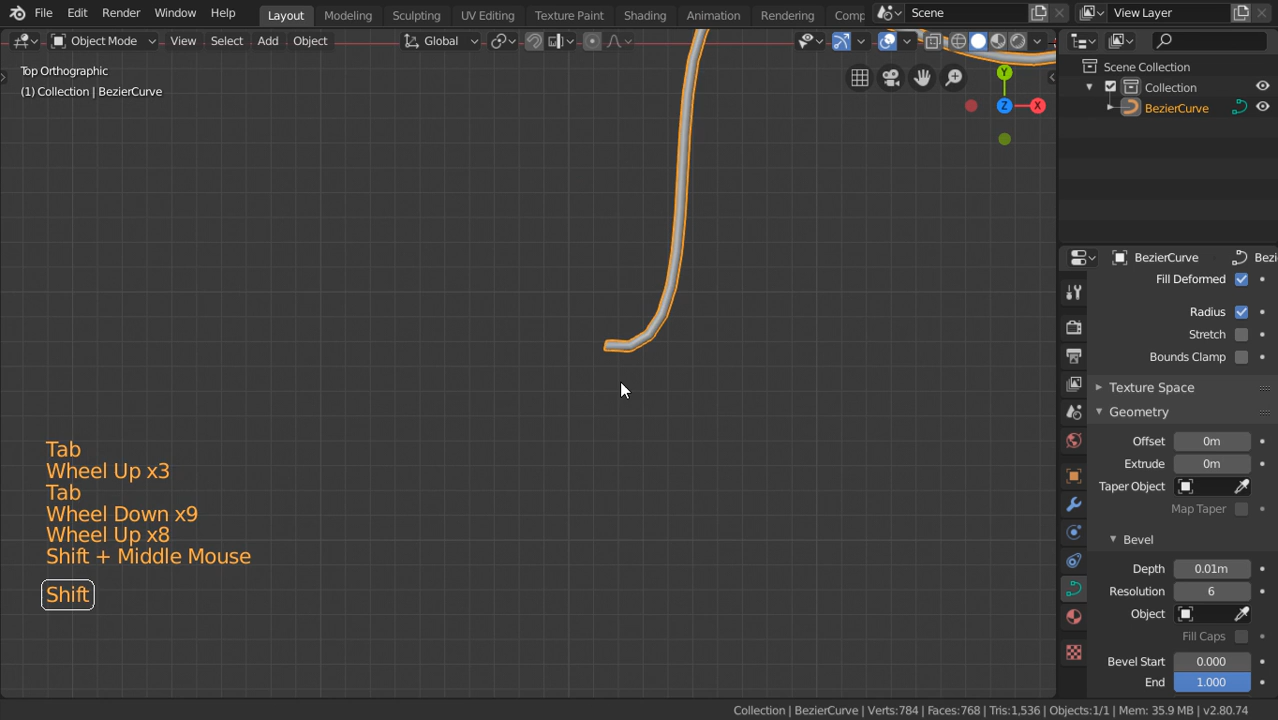 File Edit Render Window Help Layout Modeling Sculpting UV Editing Texture Paint Shading Animation Rendering Comp Scene View Layer
Object Mode View Select Add Object Global
Top Orthographic
(1) Collection | BezierCurve
Y
Z
X
Scene Collection
Collection
BezierCurve
BezierCurve Bezi
Fill Deformed
Radius
Stretch
Bounds Clamp
Texture Space
Geometry
Offset 0m
Extrude 0m
Taper Object
Map Taper
Bevel
Depth 0.01m
Resolution 6
Object
Fill Caps
Bevel Start 0.000
End 1.000
Tab
Wheel Up x3
Tab
Wheel Down x9
Wheel Up x8
Shift + Middle Mouse
Shift
Collection | BezierCurve | Verts:784 | Faces:768 | Tris:1,536 | Objects:1/1 | Mem: 35.9 MB | v2.80.74